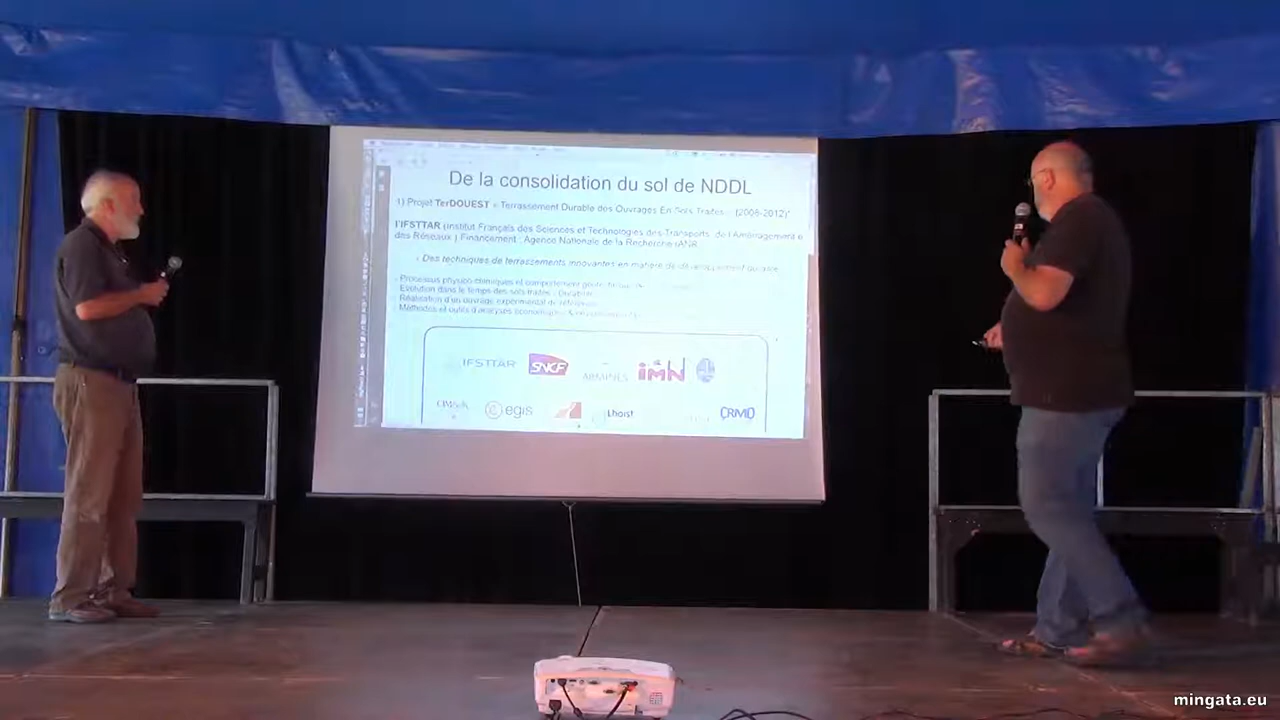 De la consolidation du sol de NDDL
1) Projet TerDOUEST « Terrassement Durable des Ouvrages En Sols Traités (2008-2012)"
l'IFSTTAR (Institut Français des Sciences et Technologies des Transports, de l'Aménagement e
des Réseaux ) Financement : Agence Nationale de la Recherche (ANR
- Des techniques de terrassements innovantes en matière de développement durable
- Processus physico-chimiques et comportement
- Evolution dans le temps des sols traités - Durabilité
- Réalisation d'un ouvrage expérimental de référence
- Méthodes et outils d'analyses économiques &
IFSTTAR SNCF ARMINES imN
egis Lhoist CRMD
mingata.eu